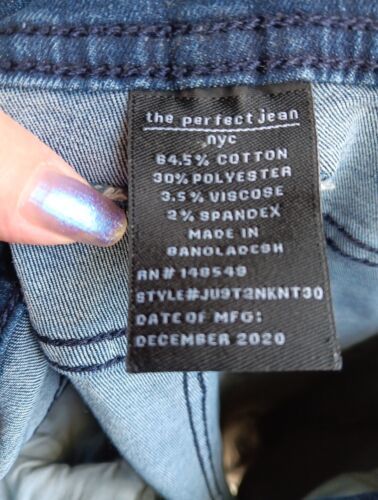 the perfect jean
nyc
64.5% COTTON
30% POLYESTER
3.5% VISCOSE
2% SPANDEX
MADE IN
BANGLADESH
RN# 148549
STYLE#JUST2NKNT30
DATE OF MFG:
DECEMBER 2020